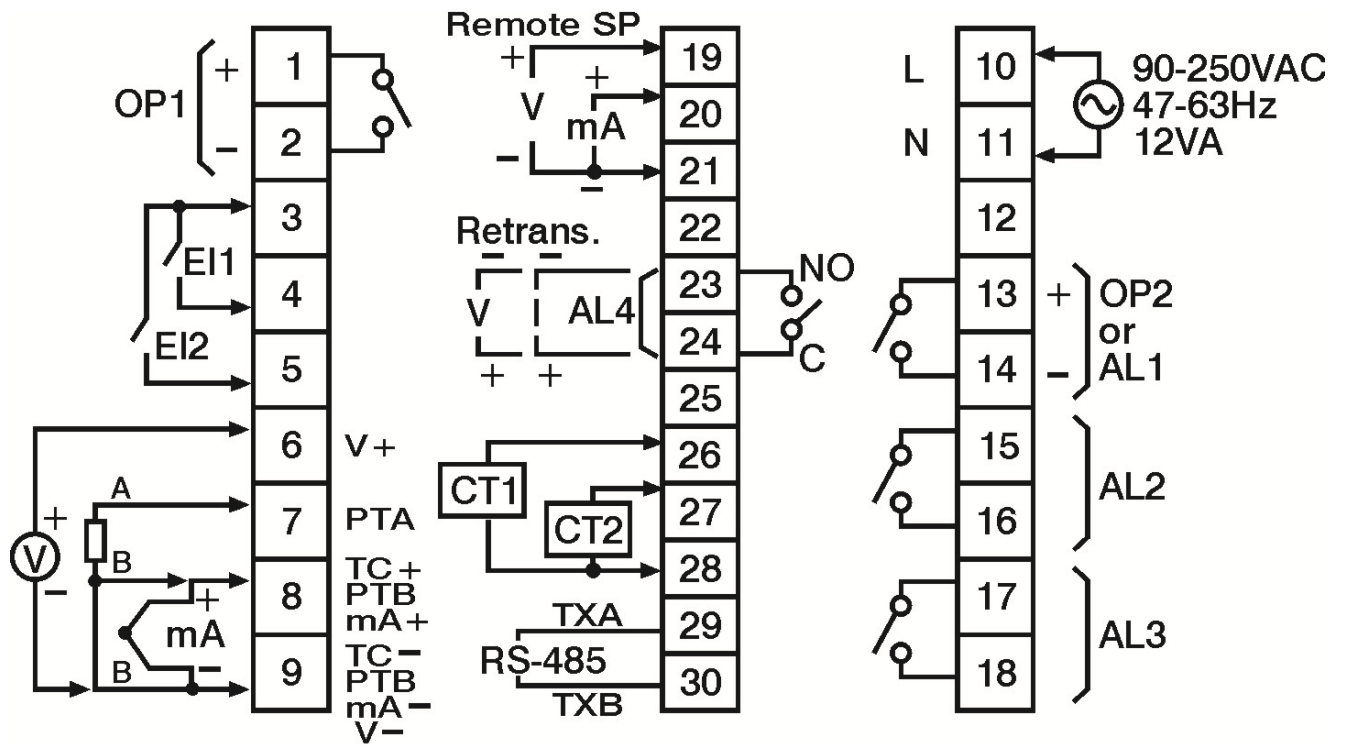 OP1
+
−
1
2
3
4
5
6
7
8
9
EI1
EI2
V+
PTA
TC+
PTB
mA+
TC−
PTB
mA−
V−
A
B
B
+
V
−
+
mA
−
Remote SP
+
V
−
+
mA
−
Retrans.
−
V
+
−
+
AL4
19
20
21
22
23
24
25
26
27
28
29
30
NO
C
CT1
CT2
TXA
RS-485
TXB
L
N
10
11
12
13
14
15
16
17
18
90-250VAC
47-63Hz
12VA
+
−
OP2
or
AL1
AL2
AL3